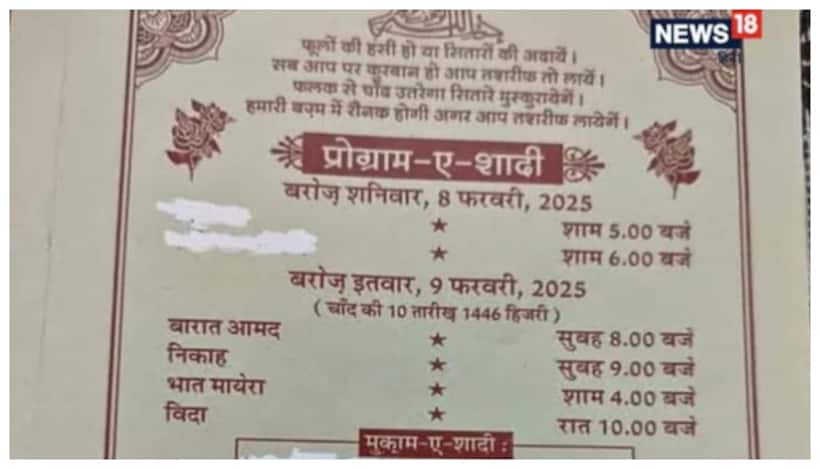 NEWS 18
फूलों की हंसी हो या सितारों की अदायें।
सब आप पर कुरबान हो आप तशरीफ तो लायें।
फलक से चाँद उतरेगा सितारे मुस्कुरायेगें।
हमारी बज़्म में रौनक होगी अगर आप तशरीफ लायेगें।
प्रोग्राम-ए-शादी
बरोज़ शनिवार, 8 फरवरी, 2025
★ शाम 5.00 बजे
★ शाम 6.00 बजे
बरोज़ इतवार, 9 फरवरी, 2025
( चाँद की 10 तारीख़ 1446 हिजरी )
बारात आमद ★ सुबह 8.00 बजे
निकाह ★ सुबह 9.00 बजे
भात मायेरा ★ शाम 4.00 बजे
विदा ★ रात 10.00 बजे
मुक़ाम-ए-शादी :